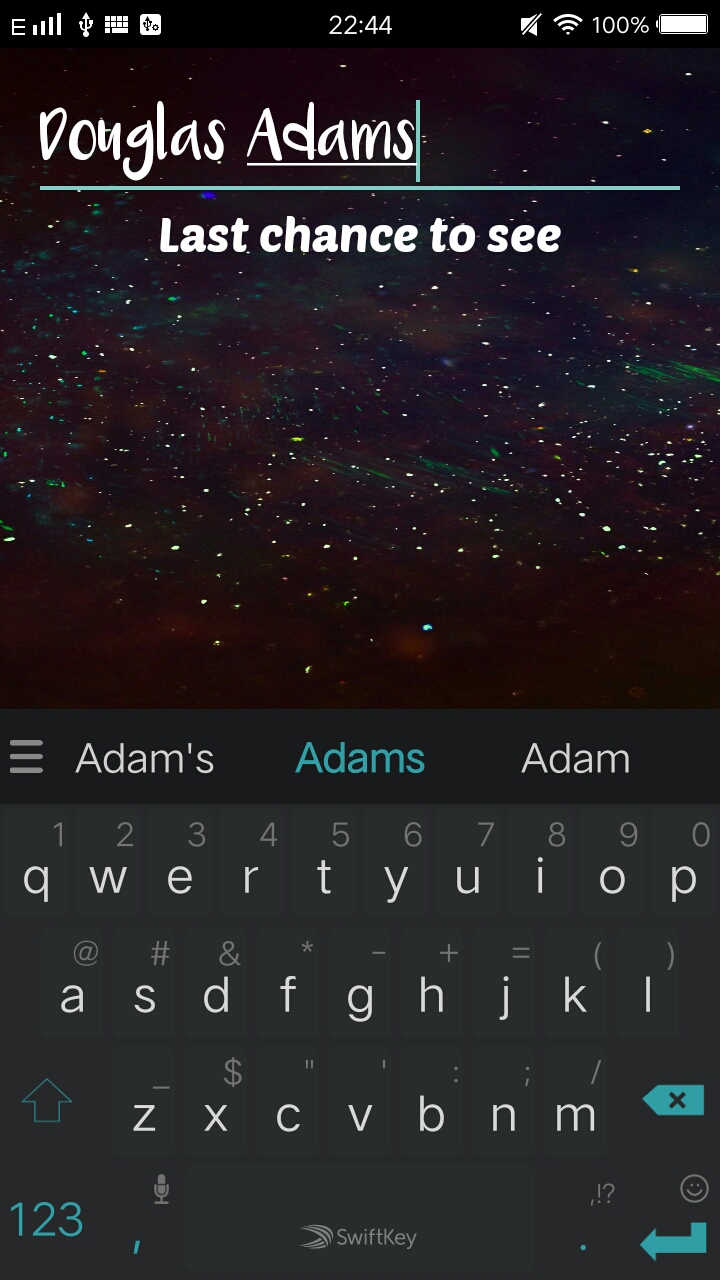 E 22:44 100%
Douglas Adams
Last chance to see
Adam's Adams Adam
1 2 3 4 5 6 7 8 9 0
q w e r t y u i o p
@ # & * - + = ( )
a s d f g h j k l
_ $ " ' : ; /
z x c v b n m
,!?
123 , SwiftKey .